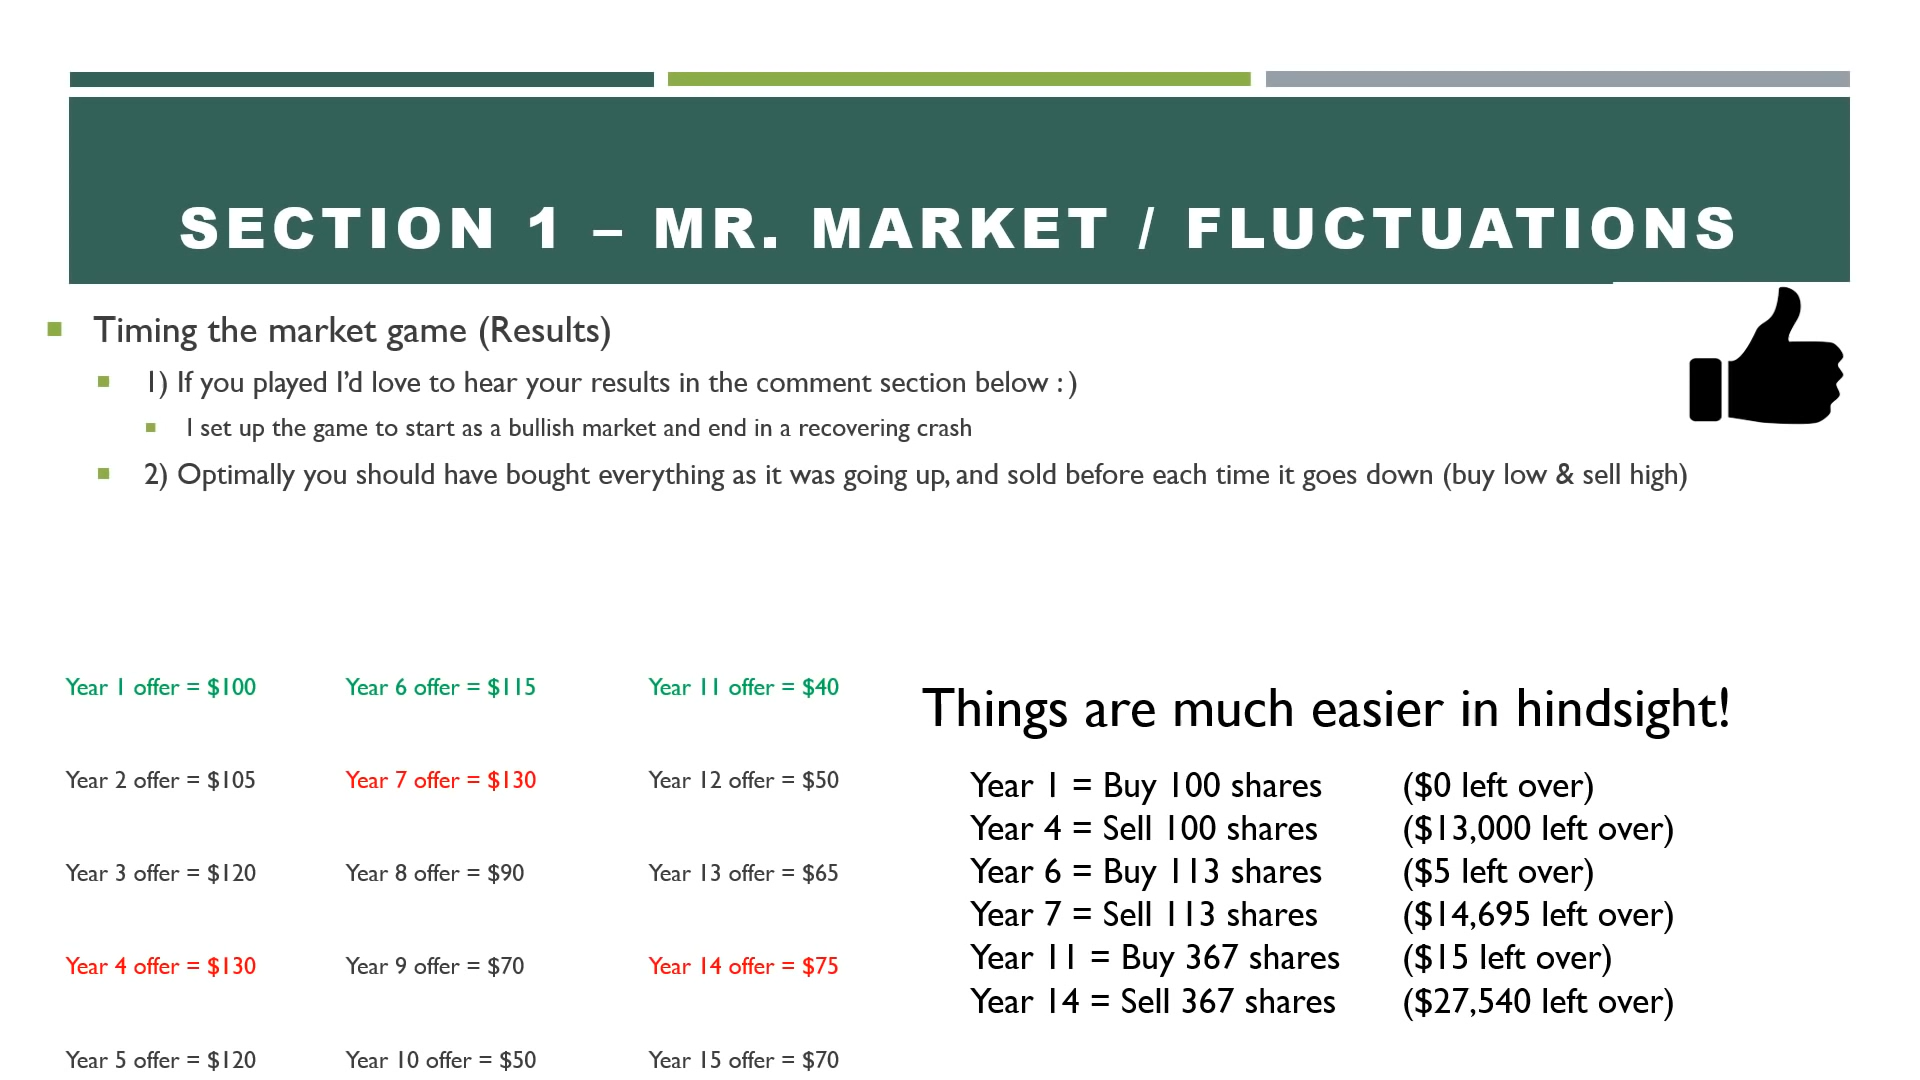 SECTION 1 – MR. MARKET / FLUCTUATIONS
Timing the market game (Results)
1) If you played I'd love to hear your results in the comment section below : )
I set up the game to start as a bullish market and end in a recovering crash
2) Optimally you should have bought everything as it was going up, and sold before each time it goes down (buy low & sell high)
Year 1 offer = $100
Year 2 offer = $105
Year 3 offer = $120
Year 4 offer = $130
Year 5 offer = $120
Year 6 offer = $115
Year 7 offer = $130
Year 8 offer = $90
Year 9 offer = $70
Year 10 offer = $50
Year 11 offer = $40
Year 12 offer = $50
Year 13 offer = $65
Year 14 offer = $75
Year 15 offer = $70
Things are much easier in hindsight!
Year 1 = Buy 100 shares ($0 left over)
Year 4 = Sell 100 shares ($13,000 left over)
Year 6 = Buy 113 shares ($5 left over)
Year 7 = Sell 113 shares ($14,695 left over)
Year 11 = Buy 367 shares ($15 left over)
Year 14 = Sell 367 shares ($27,540 left over)